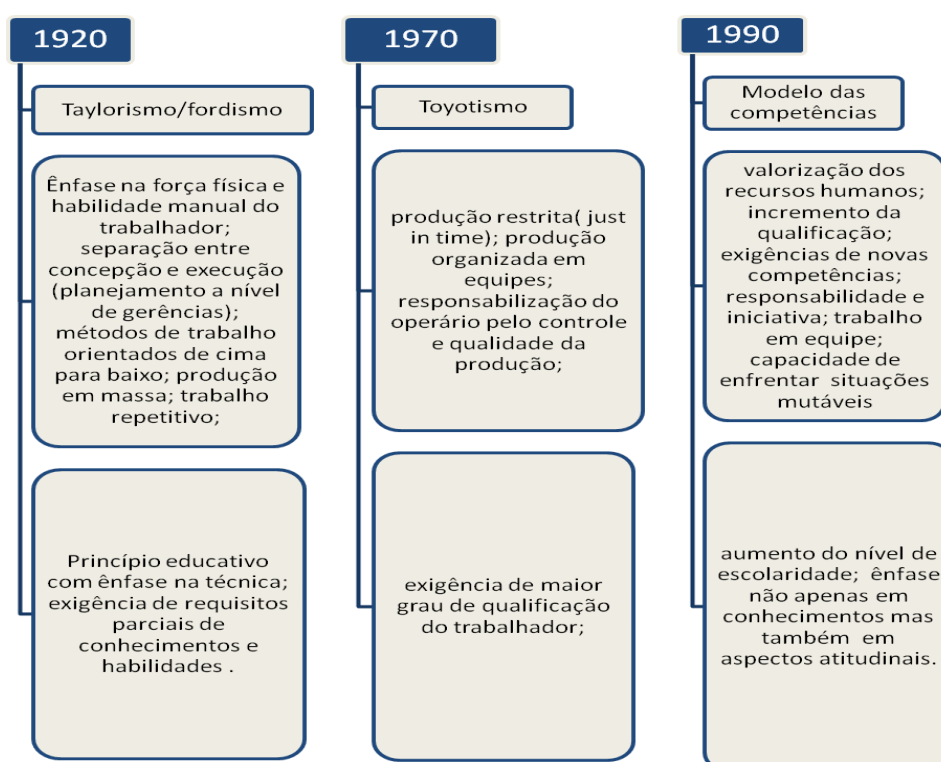 1920
Taylorismo/fordismo
Ênfase na força física e
habilidade manual do
trabalhador;
separação entre
concepção e execução
(planejamento a nível
de gerências);
métodos de trabalho
orientados de cima
para baixo; produção
em massa; trabalho
repetitivo;
Princípio educativo
com ênfase na técnica;
exigência de requisitos
parciais de
conhecimentos e
habilidades .
1970
Toyotismo
produção restrita( just
in time); produção
organizada em
equipes;
responsabilização do
operário pelo controle
e qualidade da
produção;
exigência de maior
grau de qualificação
do trabalhador;
1990
Modelo das
competências
valorização dos
recursos humanos;
incremento da
qualificação;
exigências de novas
competências;
responsabilidade e
iniciativa; trabalho
em equipe;
capacidade de
enfrentar situações
mutáveis
aumento do nível de
escolaridade; ênfase
não apenas em
conhecimentos mas
também em
aspectos atitudinais.